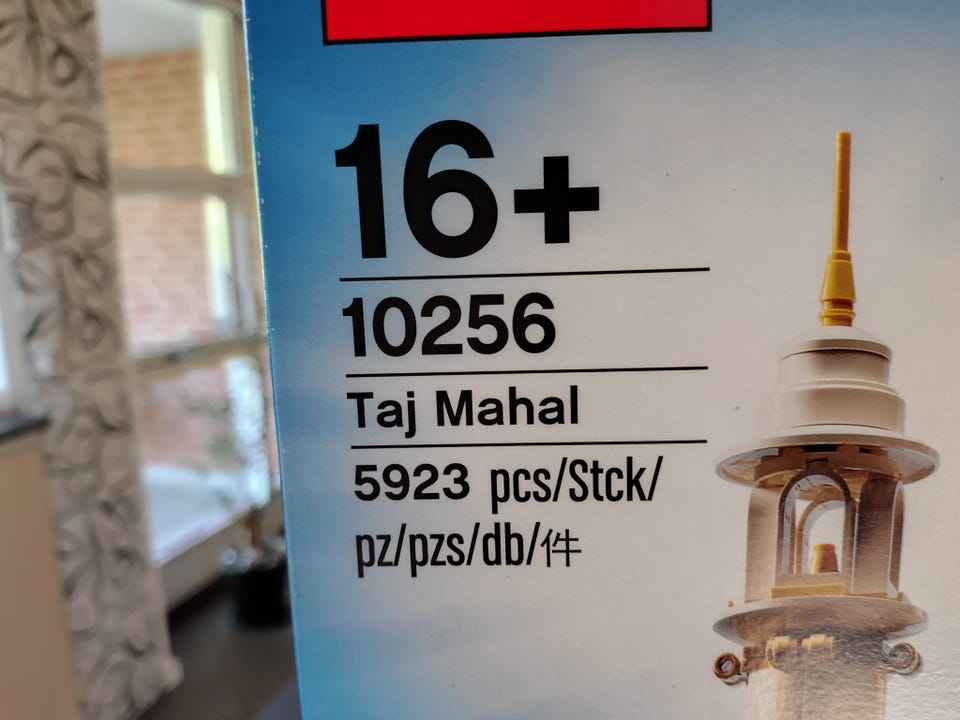 16+
10256
Taj Mahal
5923 pcs/Stck/
pz/pzs/db/件